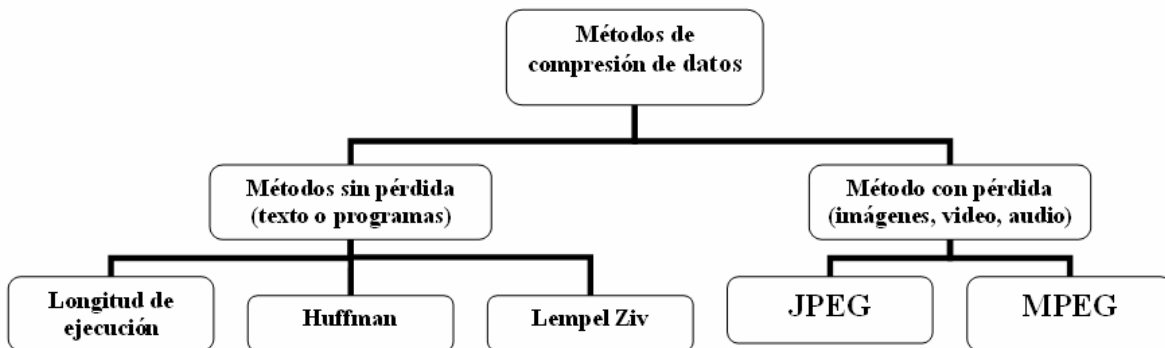 Métodos de
compresión de datos
Métodos sin pérdida
(texto o programas)
Método con pérdida
(imágenes, video, audio)
Longitud de
ejecución
Huffman
Lempel Ziv
JPEG
MPEG